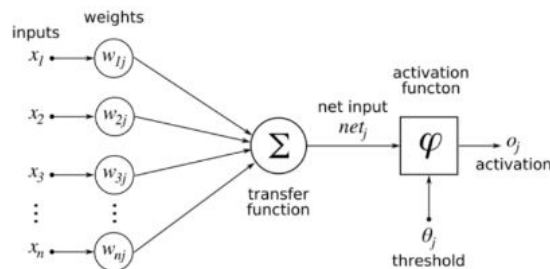 inputs
weights
x1
w1j
x2
w2j
x3
w3j
⋮
⋮
xn
wnj
Σ
transfer
function
net input
netj
activation
functon
φ
oj
activation
θj
threshold